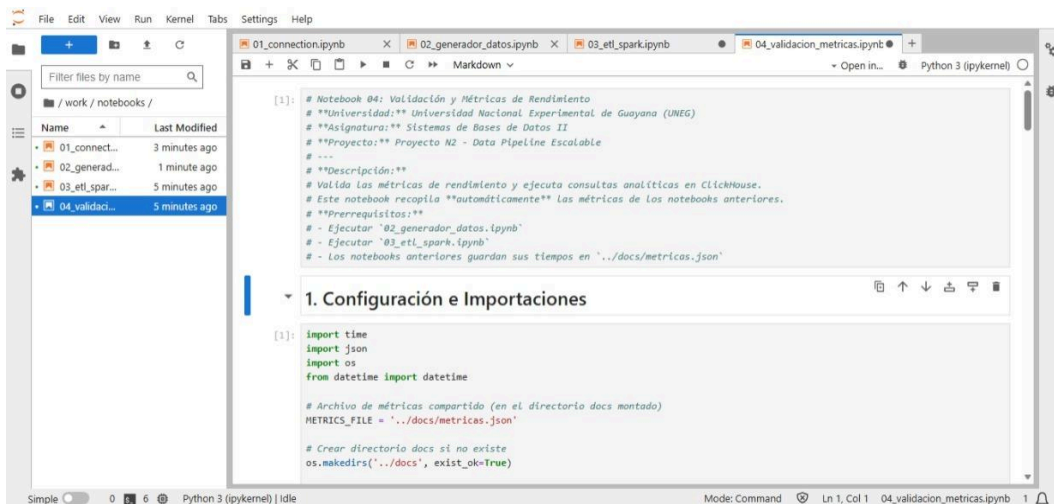 File Edit View Run Kernel Tabs Settings Help
01_connection.ipynb
02_generador_datos.ipynb
03_etl_spark.ipynb
04_validacion_metricas.ipynb
Filter files by name
Markdown
Open in...
Python 3 (ipykernel)
/ work / notebooks /
Name Last Modified
01_connect... 3 minutes ago
02_generad... 1 minute ago
03_etl_spar... 5 minutes ago
04_validaci... 5 minutes ago
[1]: # Notebook 04: Validación y Métricas de Rendimiento
# **Universidad:** Universidad Nacional Experimental de Guayana (UNEG)
# **Asignatura:** Sistemas de Bases de Datos II
# **Proyecto:** Proyecto N2 - Data Pipeline Escalable
# ---
# **Descripción:**
# Valida las métricas de rendimiento y ejecuta consultas analíticas en ClickHouse.
# Este notebook recopila **automáticamente** las métricas de los notebooks anteriores.
# **Prerrequisitos:**
# - Ejecutar `02_generador_datos.ipynb`
# - Ejecutar `03_etl_spark.ipynb`
# - Los notebooks anteriores guardan sus tiempos en `../docs/metricas.json`
1. Configuración e Importaciones
[1]: import time
import json
import os
from datetime import datetime
# Archivo de métricas compartido (en el directorio docs montado)
METRICS_FILE = '../docs/metricas.json'
# Crear directorio docs si no existe
os.makedirs('../docs', exist_ok=True)
Simple 0 6 Python 3 (ipykernel) | Idle
Mode: Command Ln 1, Col 1 04_validacion_metricas.ipynb 1